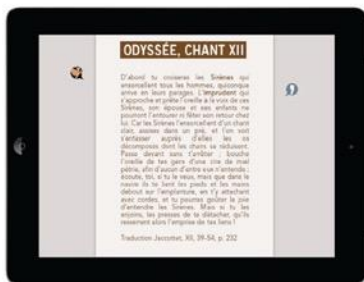 ODYSSÉE, CHANT XII
D'abord tu croiseras les Sirènes qui
ensorcellent tous les hommes, quiconque
arrive en leurs parages. L'imprudent qui
s'approche et prête l'oreille à la voix de ces
Sirènes, son épouse et ses enfants ne
pourront l'entourer ni fêter son retour chez
lui. Car les Sirènes l'ensorcellent d'un chant
clair, assises dans un pré, et l'on voit
s'entasser auprès d'elles les os
décomposés dont les chairs se réduisent.
Passe devant sans t'arrêter ; bouche
l'oreille de tes gens d'une cire de miel
pétrie, afin d'aucun d'entre eux n'entende ;
écoute, toi, si tu le veux, mais que dans le
navire ils te lient les pieds et les mains
debout sur l'emplanture, en t'y attachant
avec cordes, et tu pourras goûter la joie
d'entendre les Sirènes. Mais si tu les
enjoins, les presses de te détacher, qu'ils
resserrent alors l'emprise de tes liens !
Traduction Jaccottet, XII, 39-54, p. 232